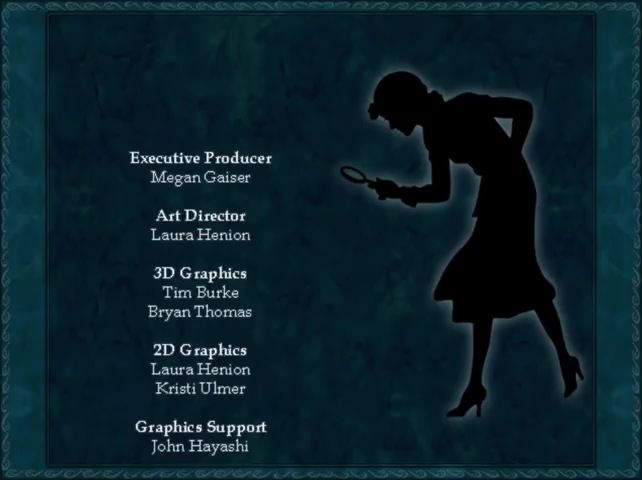 Executive Producer
Megan Gaiser
Art Director
Laura Henion
3D Graphics
Tim Burke
Bryan Thomas
2D Graphics
Laura Henion
Kristi Ulmer
Graphics Support
John Hayashi